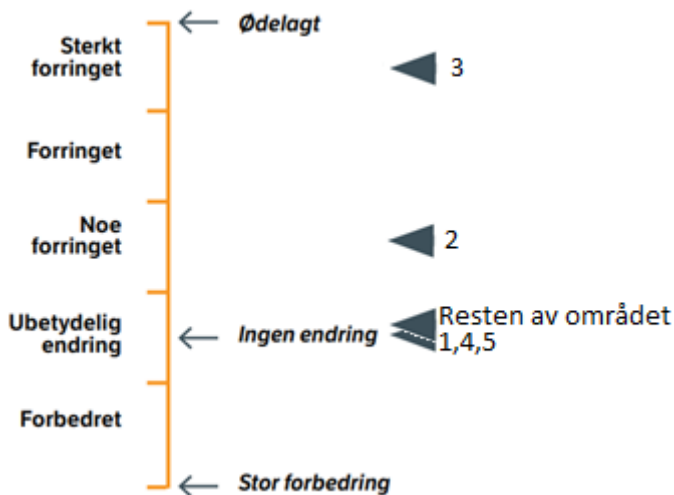 Ødelagt
Sterkt
forringet
3
Forringet
Noe
forringet
2
Resten av området
Ubetydelig
endring
Ingen endring
1,4,5
Forbedret
Stor forbedring